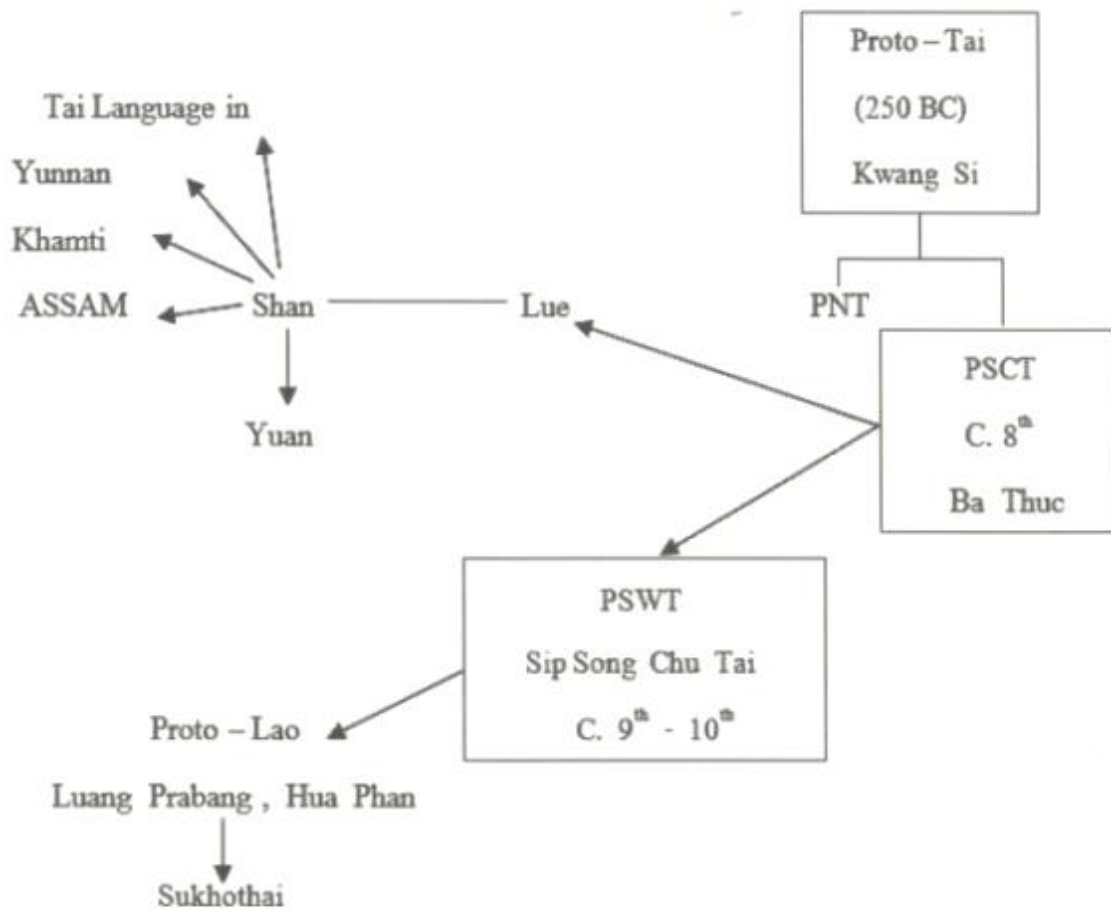 Proto – Tai
(250 BC)
Kwang Si
Tai Language in
Yunnan
Khamti
ASSAM
Shan
Lue
PNT
Yuan
PSCT
C. 8th
Ba Thuc
PSWT
Sip Song Chu Tai
C. 9th - 10th
Proto – Lao
Luang Prabang , Hua Phan
Sukhothai